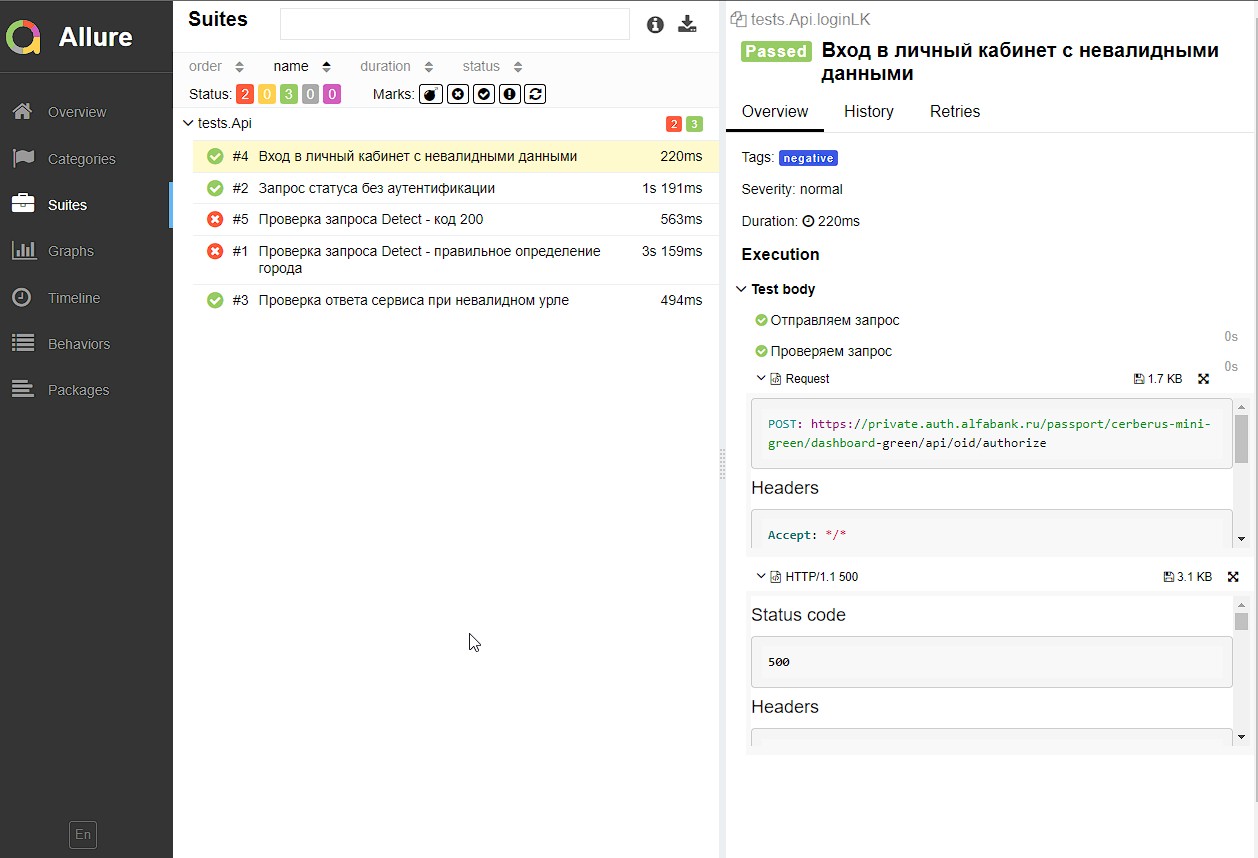 Allure
Overview
Categories
Suites
Graphs
Timeline
Behaviors
Packages
En
Suites
order name duration status
Status: 2 0 3 0 0 Marks:
tests.Api 2 3
#4 Вход в личный кабинет с невалидными данными 220ms
#2 Запрос статуса без аутентификации 1s 191ms
#5 Проверка запроса Detect - код 200 563ms
#1 Проверка запроса Detect - правильное определение 3s 159ms
города
#3 Проверка ответа сервиса при невалидном урле 494ms
tests.Api.loginLK
Passed Вход в личный кабинет с невалидными
данными
Overview History Retries
Tags: negative
Severity: normal
Duration: 220ms
Execution
Test body
Отправляем запрос
0s
Проверяем запрос
0s
Request 1.7 KB
POST: https://private.auth.alfabank.ru/passport/cerberus-mini-
green/dashboard-green/api/oid/authorize
Headers
Accept: */*
HTTP/1.1 500 3.1 KB
Status code
500
Headers